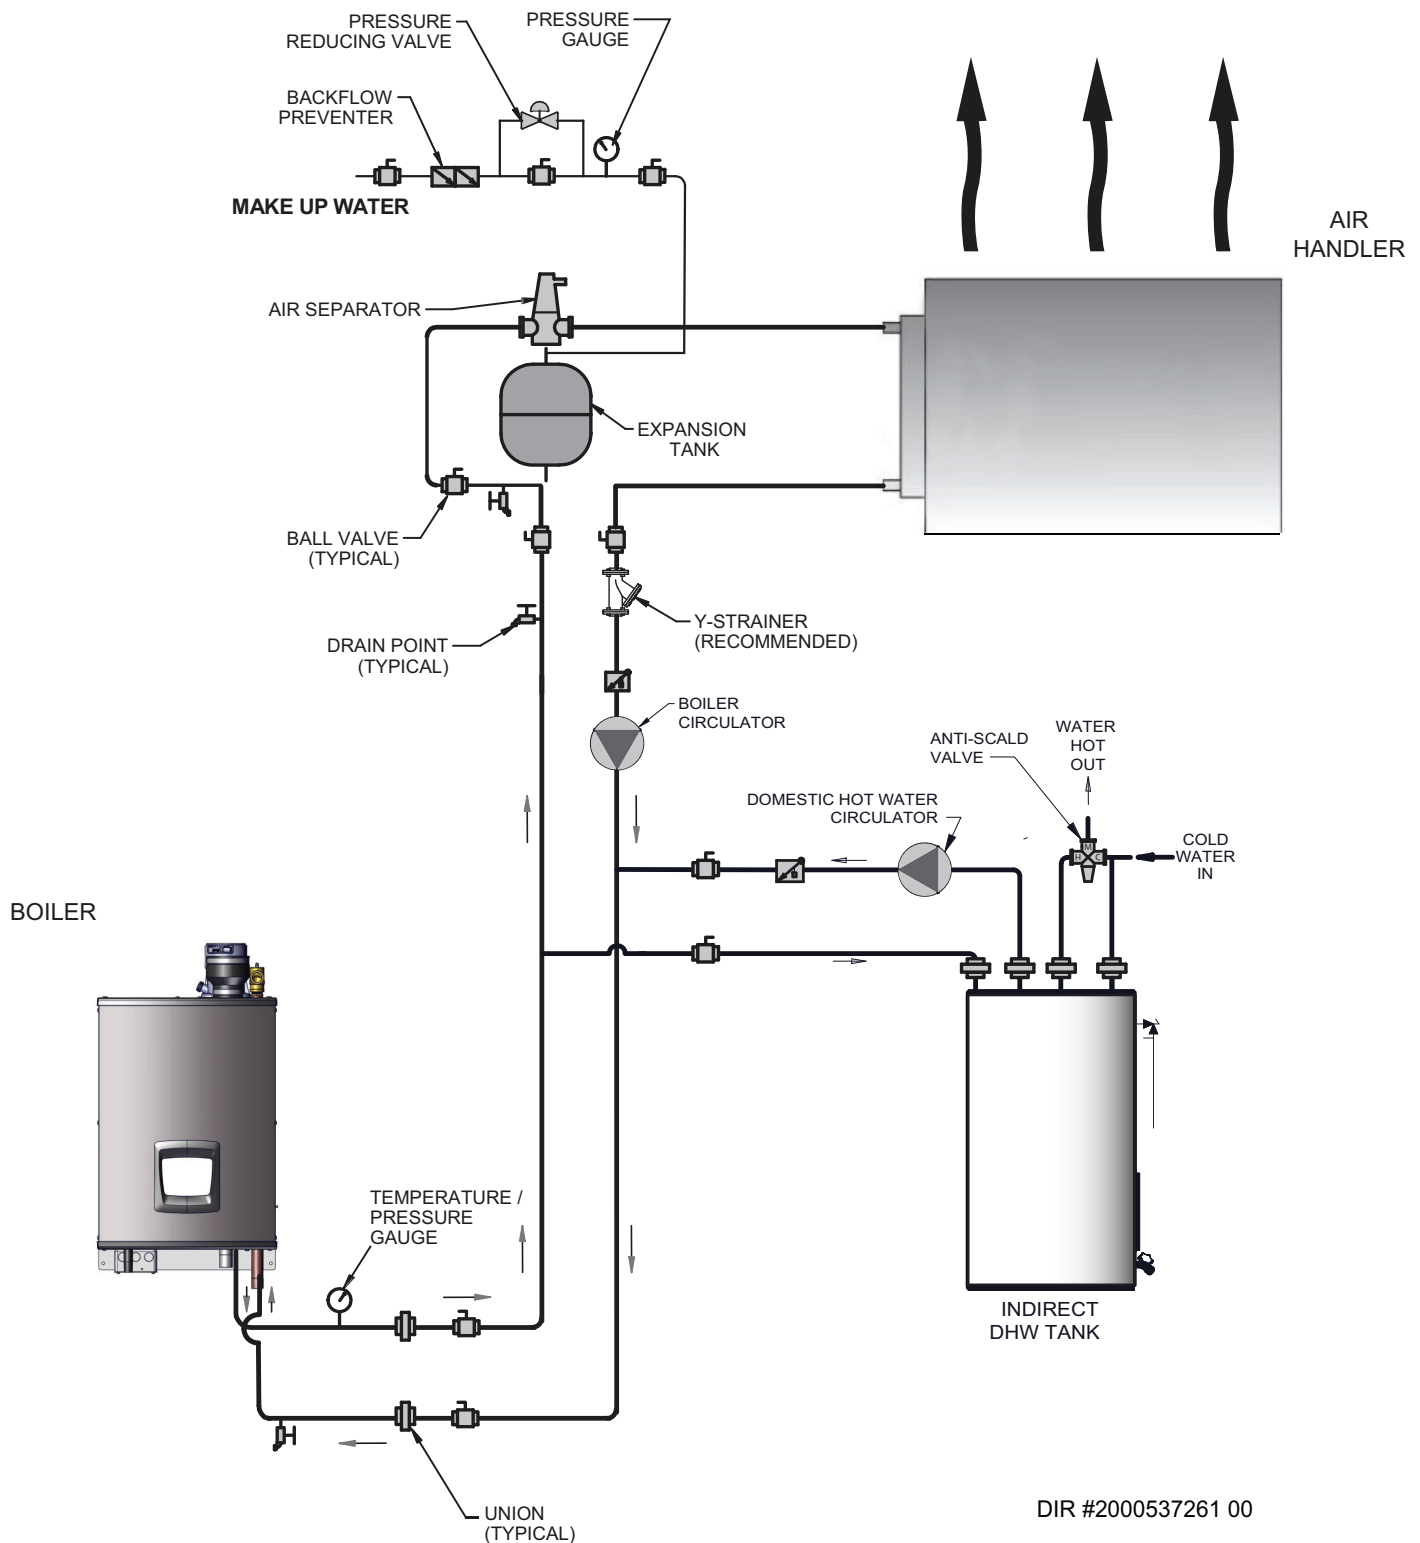 PRESSURE
REDUCING VALVE
PRESSURE
GAUGE
BACKFLOW
PREVENTER
MAKE UP WATER
AIR
HANDLER
AIR SEPARATOR
EXPANSION
TANK
BALL VALVE
(TYPICAL)
Y-STRAINER
(RECOMMENDED)
DRAIN POINT
(TYPICAL)
BOILER
CIRCULATOR
ANTI-SCALD
VALVE
WATER
HOT
OUT
DOMESTIC HOT WATER
CIRCULATOR
M
H C
COLD
WATER
IN
BOILER
TEMPERATURE /
PRESSURE
GAUGE
INDIRECT
DHW TANK
UNION
(TYPICAL)
DIR #2000537261 00